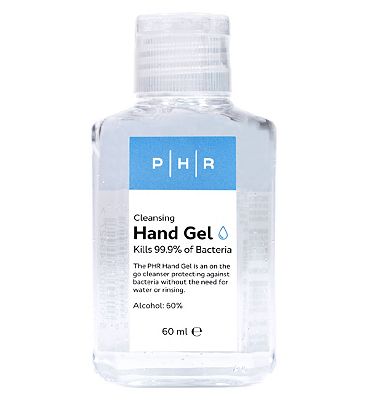 P|H|R
Cleansing
Hand Gel
Kills 99.9% of Bacteria
The PHR Hand Gel is an on the
go cleanser protecting against
bacteria without the need for
water or rinsing.
Alcohol: 60%
60 ml ℮